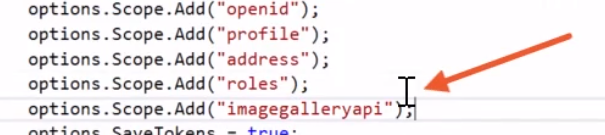 options.Scope.Add("openid");
options.Scope.Add("profile");
options.Scope.Add("address");
options.Scope.Add("roles");
options.Scope.Add("imagegalleryapi");
options.SaveTokens = true;